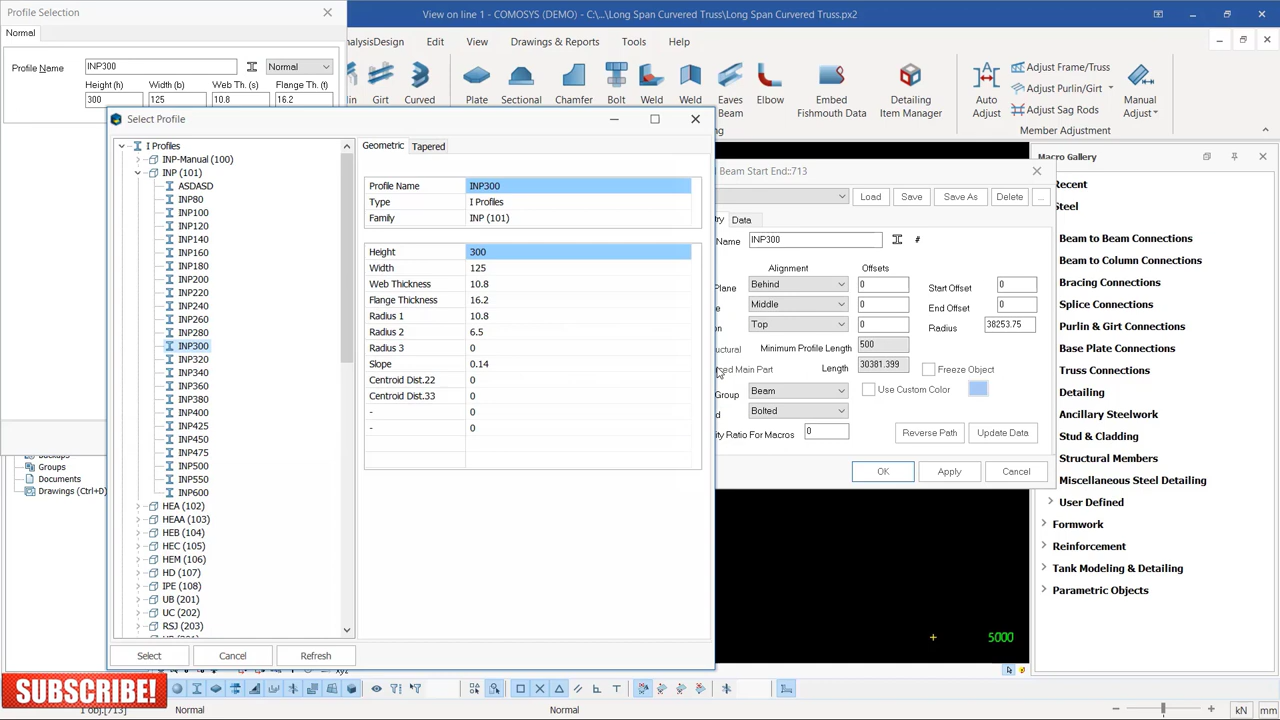 Profile Selection
View on line 1 - COMOSYS (DEMO) - C:\...\Long Span Curvered Truss\Long Span Curvered Truss.px2
Normal
AnalysisDesign Edit View Drawings & Reports Tools Help
Profile Name INP300 Normal
Height (h) Width (b) Web Th. (s) Flange Th. (t)
300 125 10.8 16.2
Girt Curved Plate Sectional Chamfer Bolt Weld Weld Eaves Beam Elbow Embed Fishmouth Data Detailing Item Manager Auto Adjust
Adjust Frame/Truss
Adjust Purlin/Girt
Adjust Sag Rods
Manual Adjust
Member Adjustment
Select Profile
I Profiles
INP-Manual (100)
INP (101)
ASDASD
INP80
INP100
INP120
INP140
INP160
INP180
INP200
INP220
INP240
INP260
INP280
INP300
INP320
INP340
INP360
INP380
INP400
INP425
INP450
INP475
INP500
INP550
INP600
HEA (102)
HEAA (103)
HEB (104)
HEC (105)
HEM (106)
HD (107)
IPE (108)
UB (201)
UC (202)
RSJ (203)
Geometric Tapered
Profile Name INP300
Type I Profiles
Family INP (101)
Height 300
Width 125
Web Thickness 10.8
Flange Thickness 16.2
Radius 1 10.8
Radius 2 6.5
Radius 3 0
Slope 0.14
Centroid Dist.22 0
Centroid Dist.33 0
- 0
- 0
Select Cancel Refresh
Beam Start End::713
Load Save Save As Delete ...
Data
Name INP300 #
Alignment Offsets
Plane Behind 0 Start Offset 0
Middle 0 End Offset 0
Top 0 Radius 38253.75
Minimum Profile Length 500
Main Part Length 30381.399 Freeze Object
Group Beam Use Custom Color
Bolted
Ratio For Macros 0 Reverse Path Update Data
OK Apply Cancel
Macro Gallery
Recent
Steel
Beam to Beam Connections
Beam to Column Connections
Bracing Connections
Splice Connections
Purlin & Girt Connections
Base Plate Connections
Truss Connections
Detailing
Ancillary Steelwork
Stud & Cladding
Structural Members
Miscellaneous Steel Detailing
User Defined
Formwork
Reinforcement
Tank Modeling & Detailing
Parametric Objects
Groups
Documents
Drawings (Ctrl+D)
5000
SUBSCRIBE!
1 obj.[713] Normal Normal kN mm